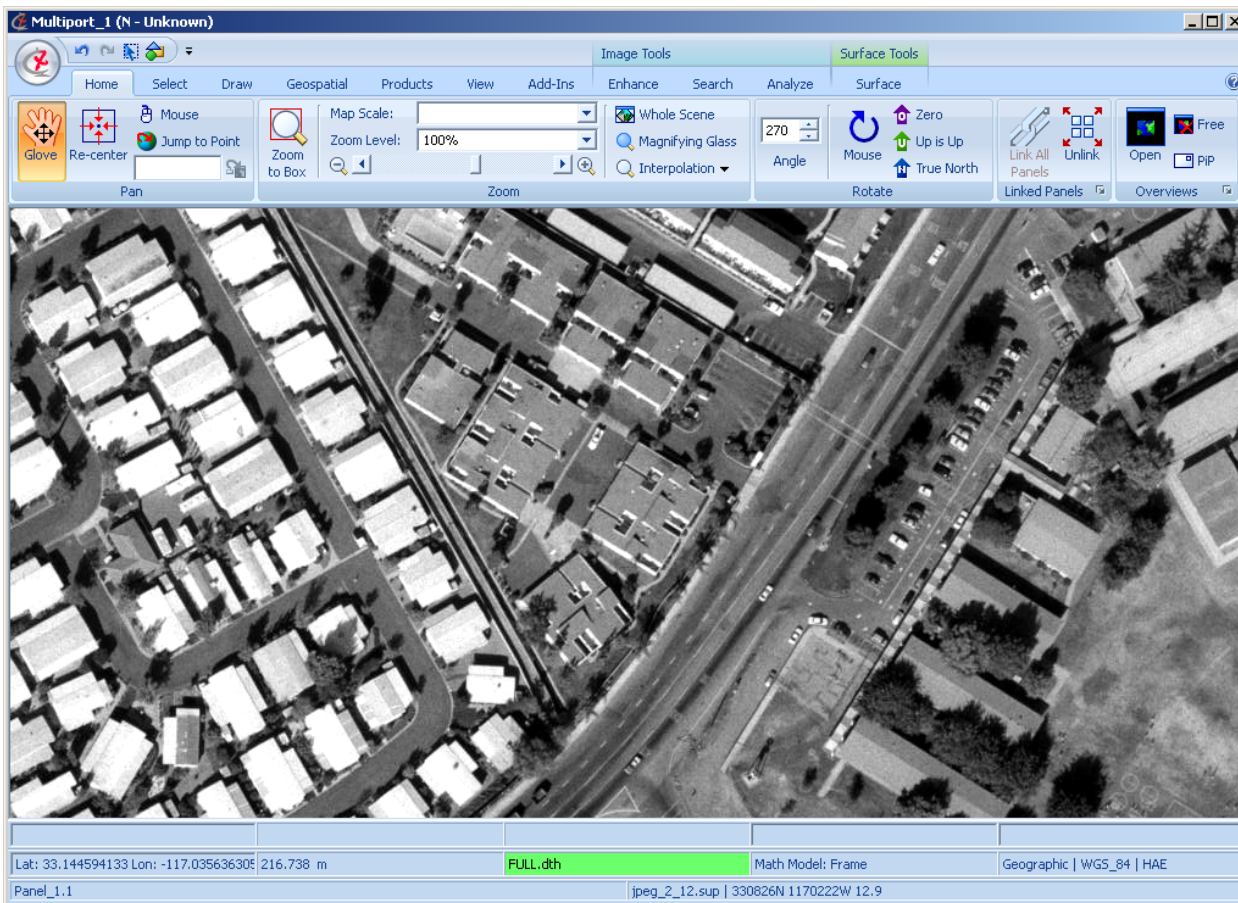 Multiport_1 (N - Unknown)
Image Tools Surface Tools
Home Select Draw Geospatial Products View Add-Ins Enhance Search Analyze Surface
Glove
Re-center
Mouse
Jump to Point
Pan
Zoom
to Box
Map Scale:
Zoom Level: 100%
Whole Scene
Magnifying Glass
Interpolation
Zoom
270
Angle
Mouse
Zero
Up is Up
True North
Rotate
Link All
Panels
Unlink
Linked Panels
Open
Free
PiP
Overviews
Lat: 33.144594133 Lon: -117.035636305 216.738 m FULL.dth Math Model: Frame Geographic | WGS_84 | HAE
Panel_1.1 jpeg_2_12.sup | 330826N 1170222W 12.9